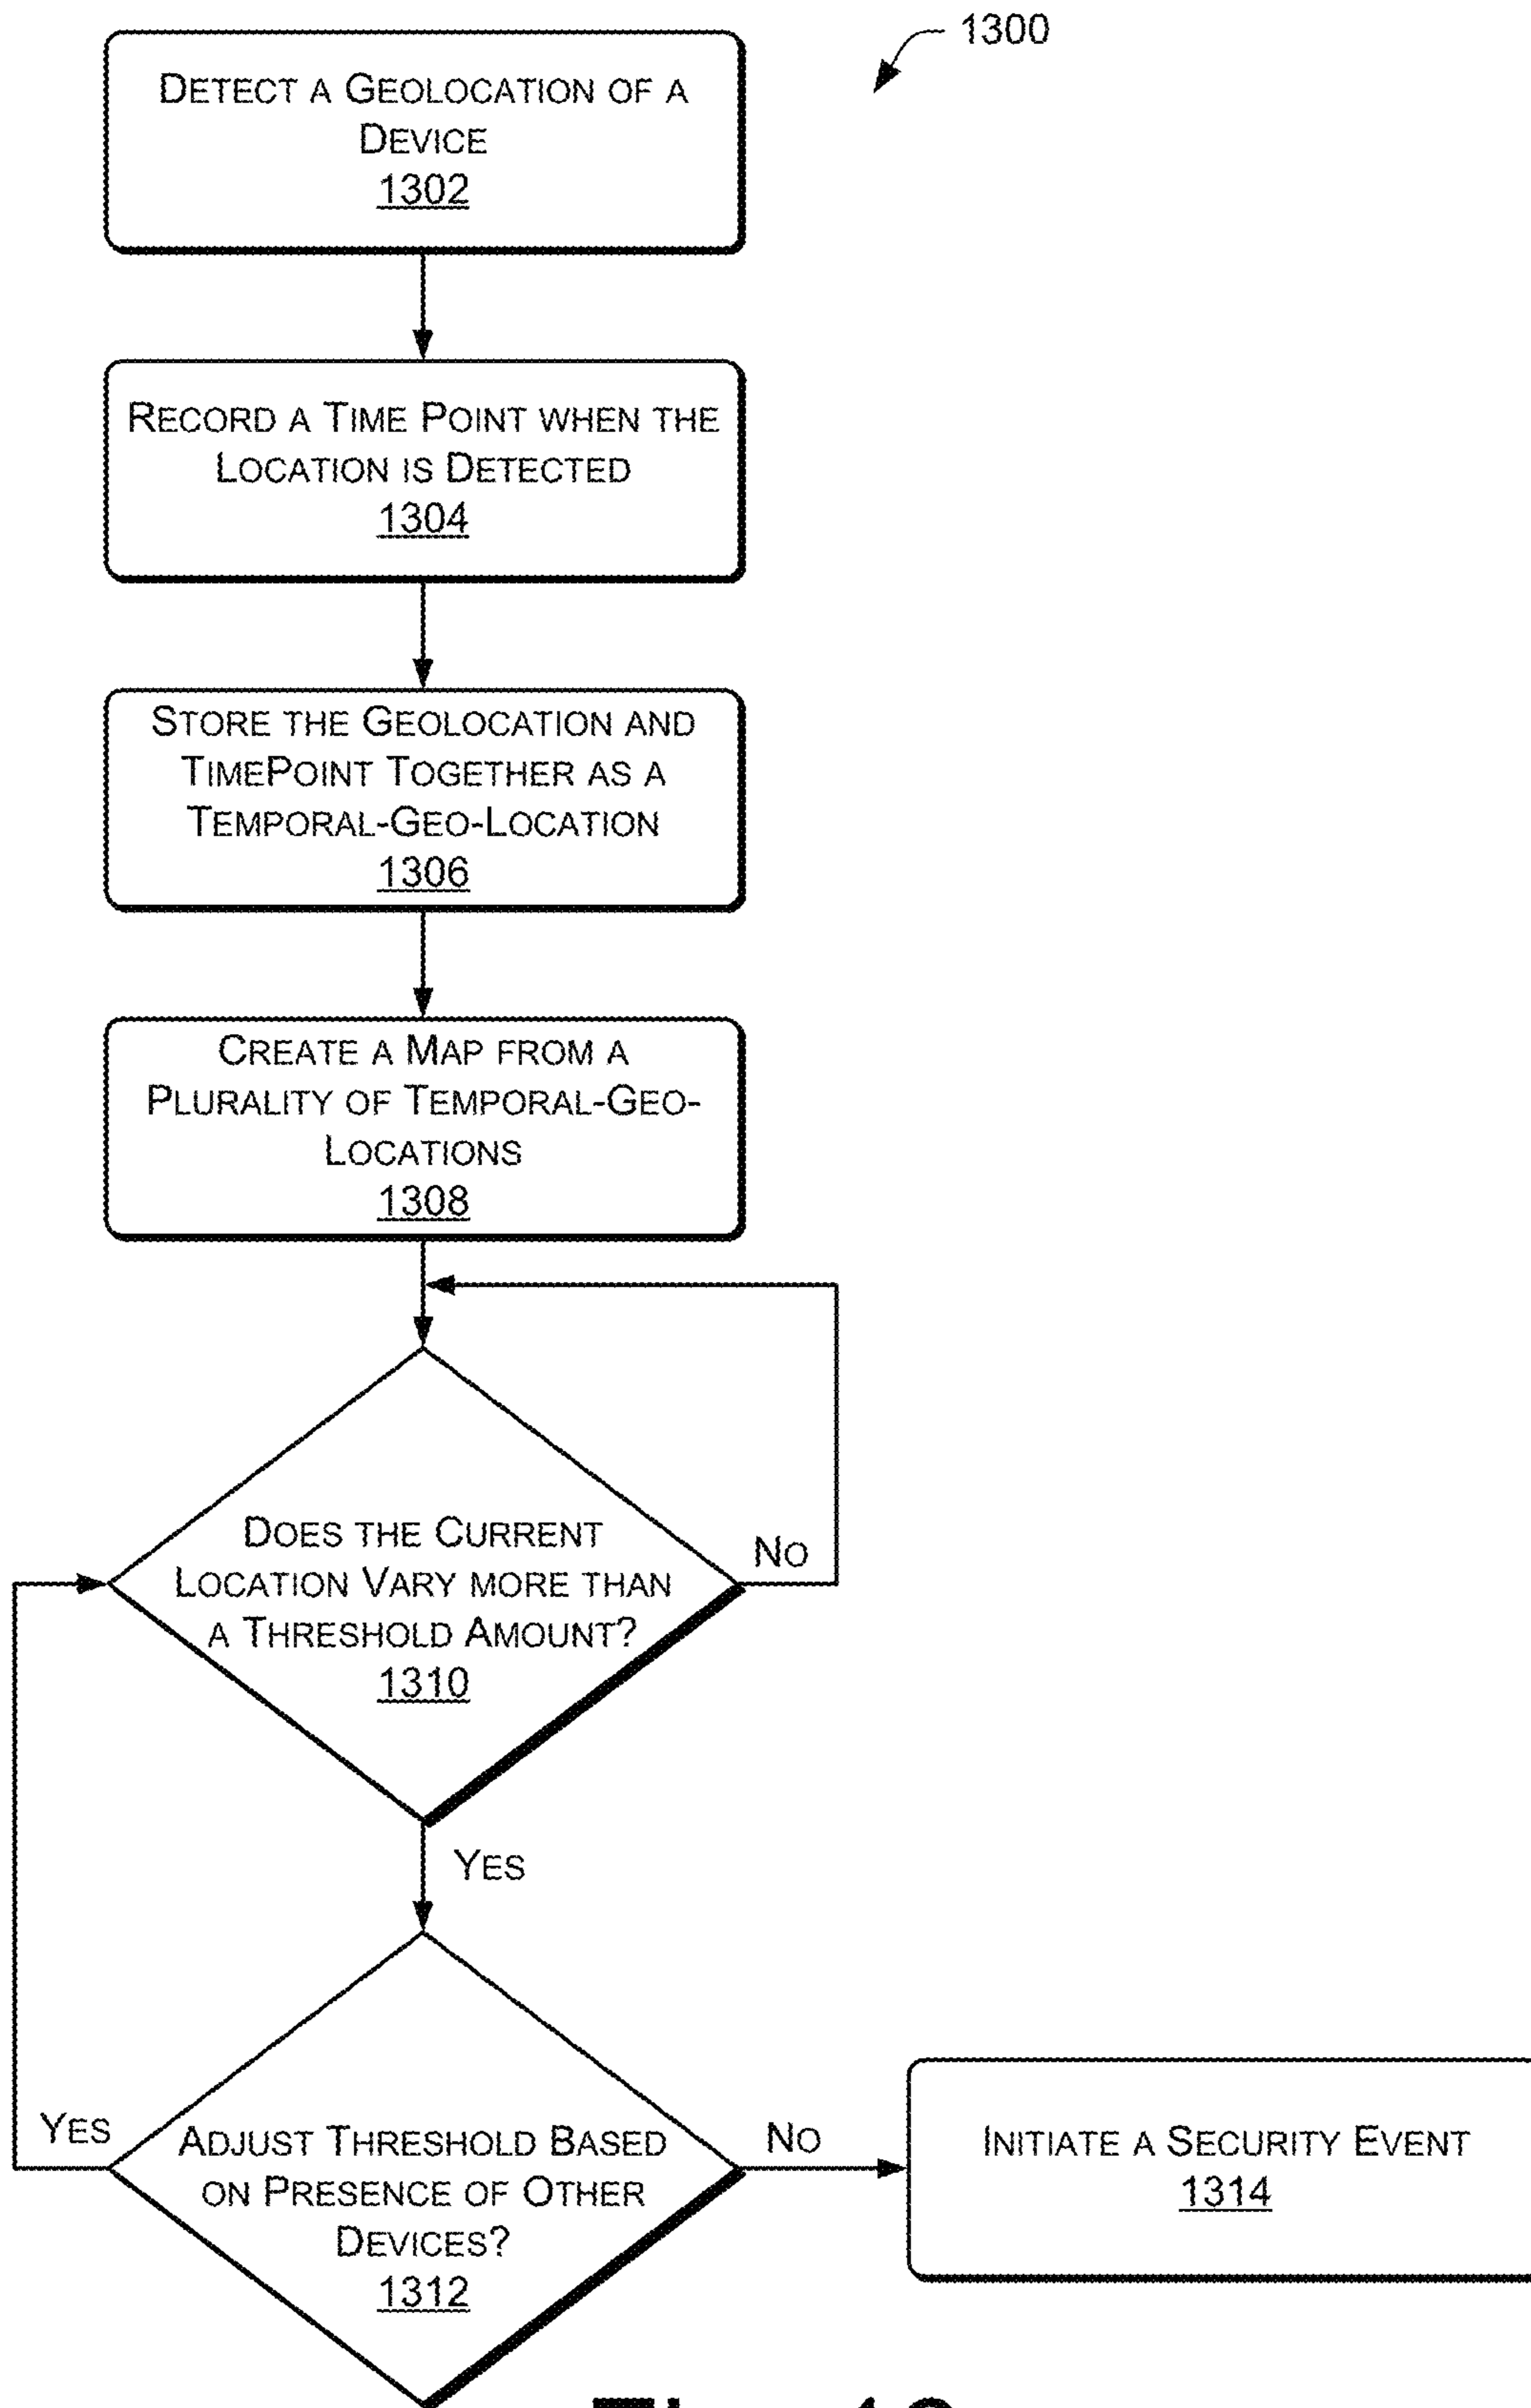 1300
DETECT A GEOLOCATION OF A
DEVICE
1302
RECORD A TIME POINT WHEN THE
LOCATION IS DETECTED
1304
STORE THE GEOLOCATION AND
TIMEPOINT TOGETHER AS A
TEMPORAL-GEO-LOCATION
1306
CREATE A MAP FROM A
PLURALITY OF TEMPORAL-GEO-
LOCATIONS
1308
DOES THE CURRENT
LOCATION VARY MORE THAN
A THRESHOLD AMOUNT?
1310
NO
YES
YES
ADJUST THRESHOLD BASED
ON PRESENCE OF OTHER
DEVICES?
1312
NO
INITIATE A SECURITY EVENT
1314